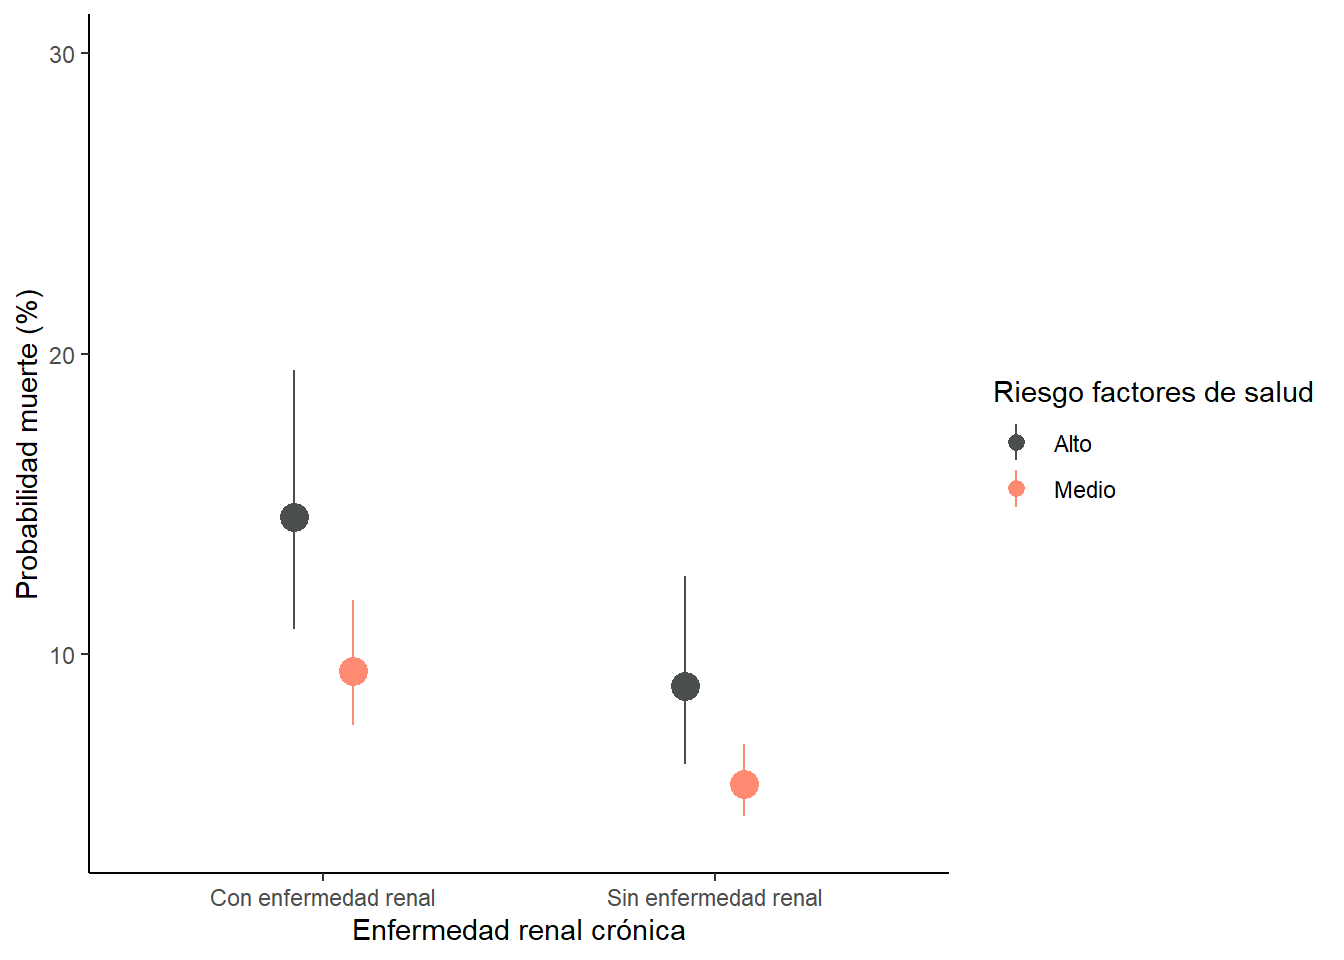 30
20
10
Probabilidad muerte (%)
Con enfermedad renal
Sin enfermedad renal
Enfermedad renal crónica
Riesgo factores de salud
Alto
Medio